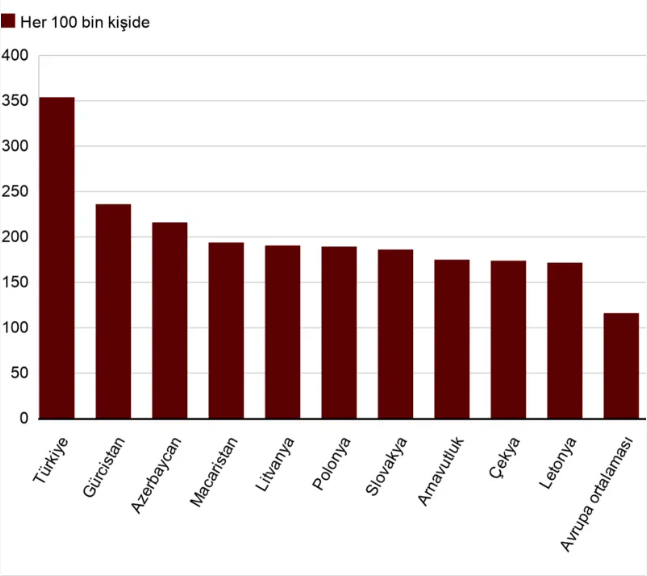 Her 100 bin kişide
400
350
300
250
200
150
100
50
0
Türkiye
Gürcistan
Azerbaycan
Macaristan
Litvanya
Polonya
Slovakya
Arnavutluk
Çekya
Letonya
Avrupa ortalaması